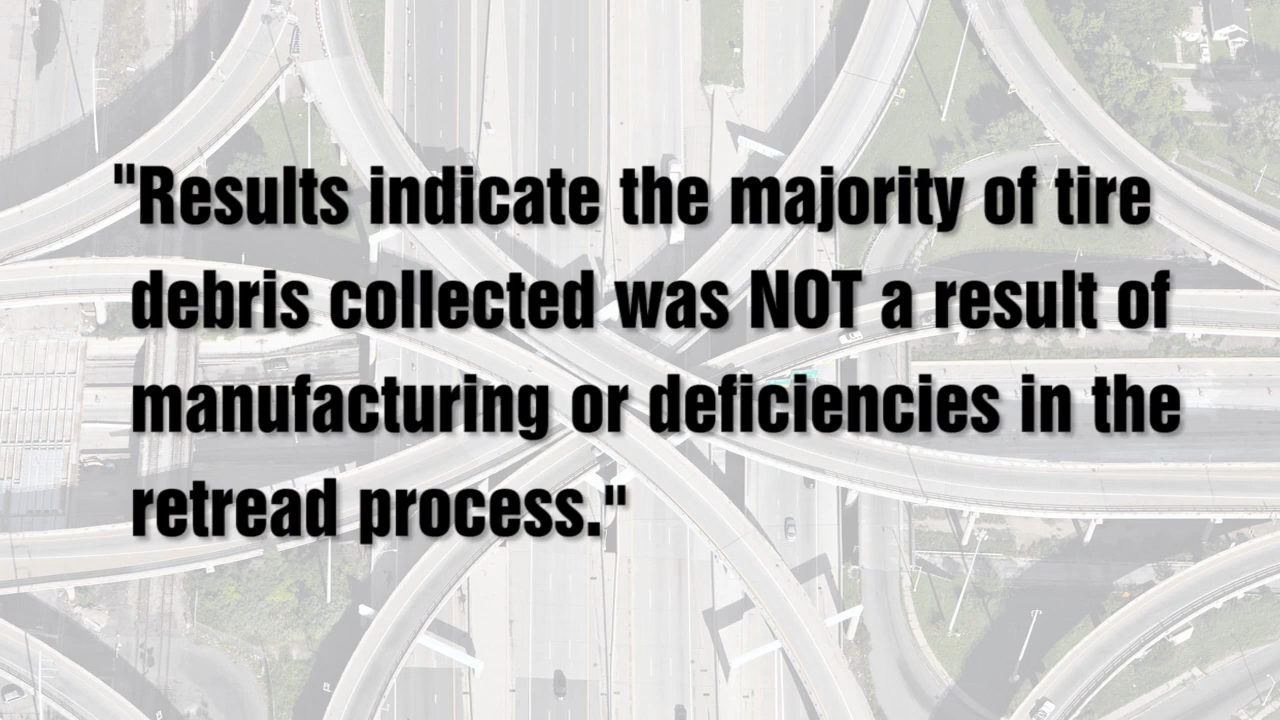 "Results indicate the majority of tire
debris collected was NOT a result of
manufacturing or deficiencies in the
retread process."